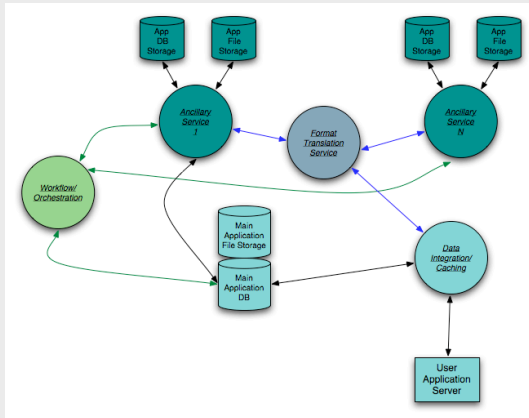 App
DB
Storage
App
File
Storage
App
DB
Storage
App
File
Storage
Ancillary
Service
1
Format
Translation
Service
Ancillary
Service
N
Workflow/
Orchestration
Main
Application
File Storage
Main
Application
DB
Data
Integration/
Caching
User
Application
Server